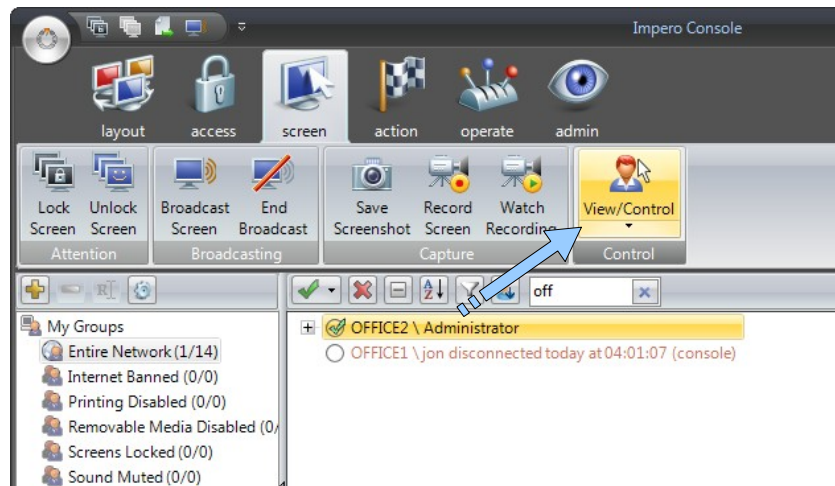 Impero Console
layout access screen action operate admin
Lock Screen Unlock Screen Broadcast Screen End Broadcast Save Screenshot Record Screen Watch Recording View/Control
Attention Broadcasting Capture Control
off
My Groups
Entire Network (1/14)
Internet Banned (0/0)
Printing Disabled (0/0)
Removable Media Disabled (0/
Screens Locked (0/0)
Sound Muted (0/0)
OFFICE2 \ Administrator
OFFICE1 \ jon disconnected today at 04:01:07 (console)